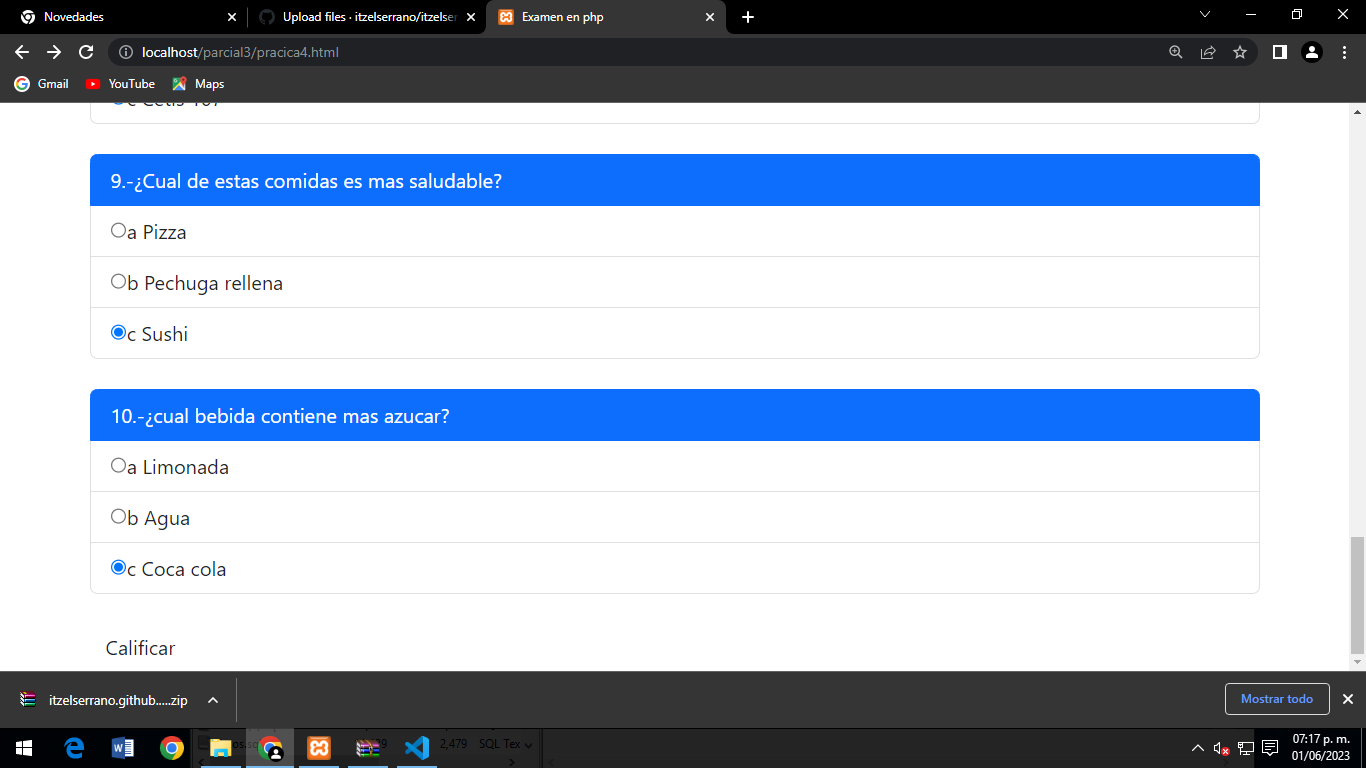 Novedades
Upload files · itzelserrano/itzelser
Examen en php
localhost/parcial3/pracica4.html
Gmail
YouTube
Maps
c Cetis 107
9.-¿Cual de estas comidas es mas saludable?
a Pizza
b Pechuga rellena
c Sushi
10.-¿cual bebida contiene mas azucar?
a Limonada
b Agua
c Coca cola
Calificar
itzelserrano.github.....zip
Mostrar todo
2,479 SQL Tex
07:17 p. m.
01/06/2023